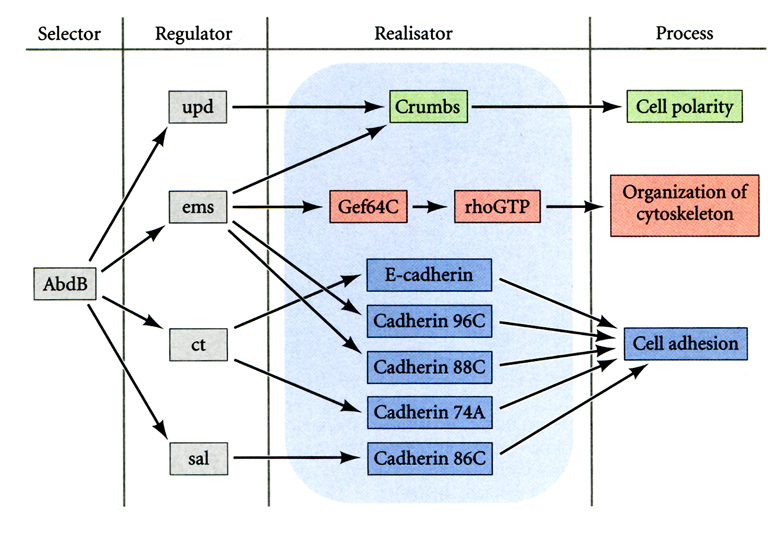 Selector
Regulator
Realisator
Process
upd
Crumbs
Cell polarity
ems
Gef64C
rhoGTP
Organization of
cytoskeleton
AbdB
E-cadherin
Cadherin 96C
ct
Cell adhesion
Cadherin 88C
Cadherin 74A
sal
Cadherin 86C